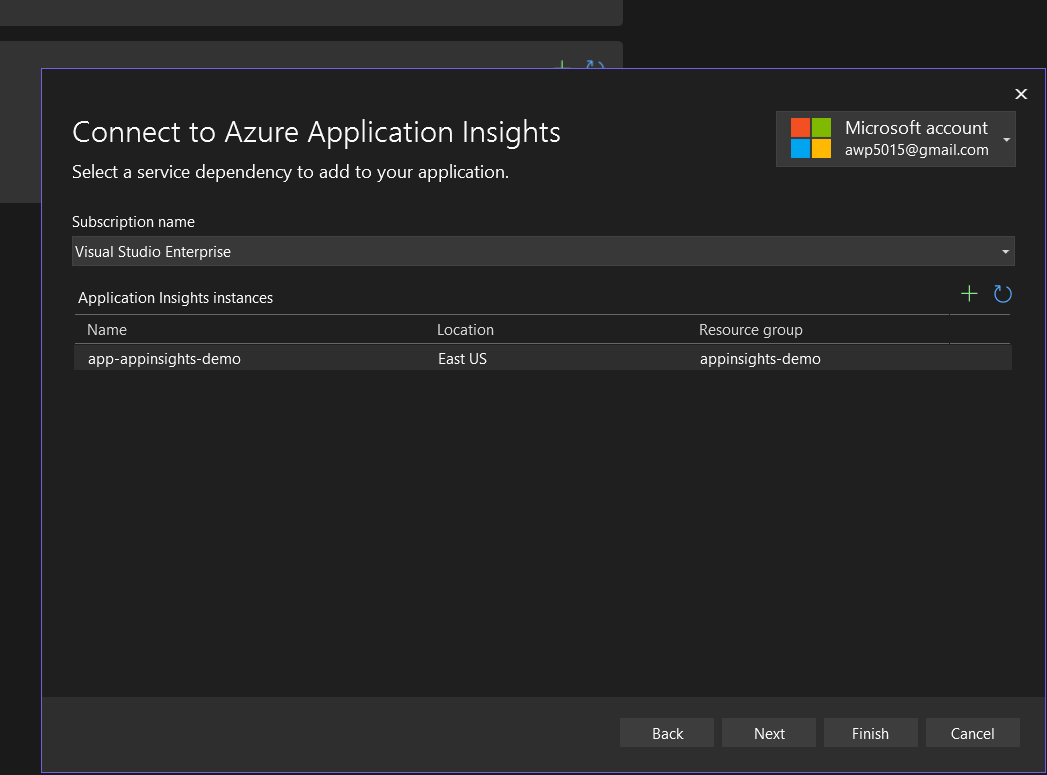 Connect to Azure Application Insights
Select a service dependency to add to your application.
Microsoft account
awp5015@gmail.com
Subscription name
Visual Studio Enterprise
Application Insights instances
Name Location Resource group
app-appinsights-demo East US appinsights-demo
Back Next Finish Cancel